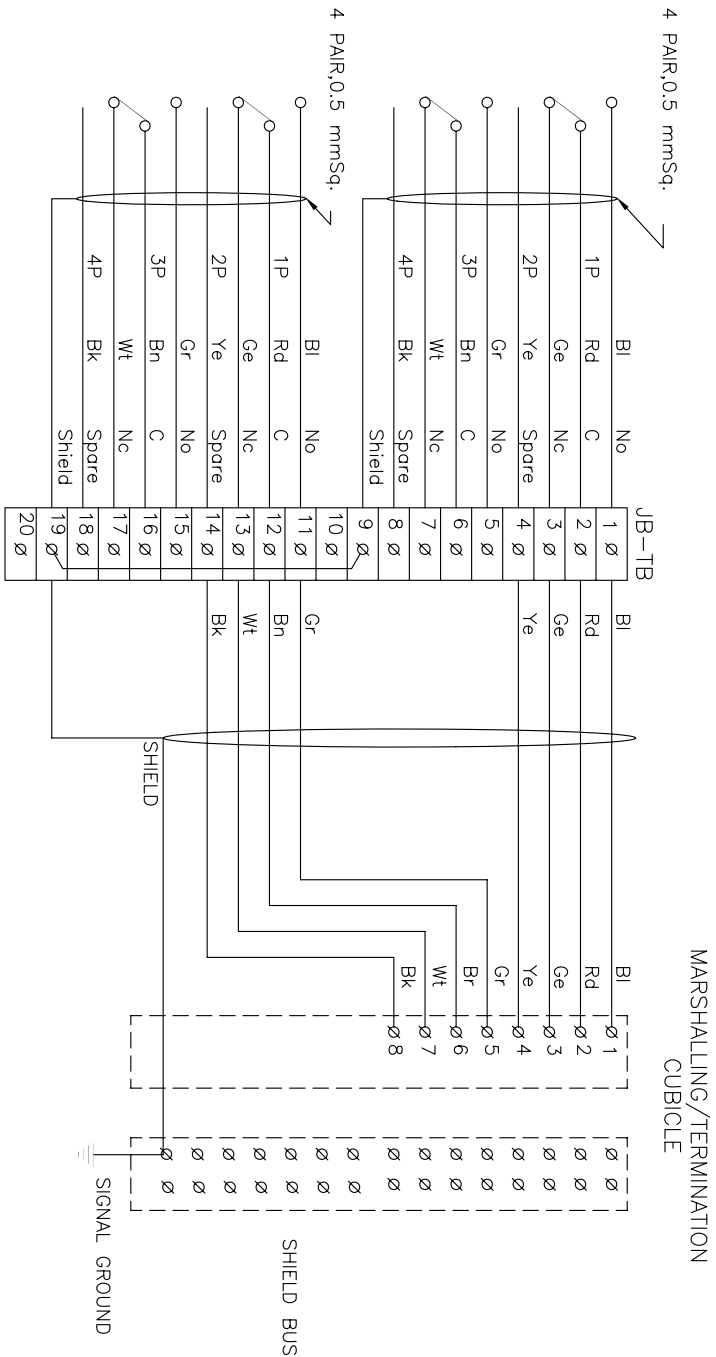 4 PAIR,0.5 mmSq.
MARSHALLING/TERMINATION
CUBICLE
JB-TB
Bl No 1 Ø Bl Bl Ø 1 Ø Ø
1P
Rd C 2 Ø Rd Rd Ø 2 Ø Ø
Ge Nc 3 Ø Ge Ge Ø 3 Ø Ø
2P
Ye Spare 4 Ø Ye Ye Ø 4 Ø Ø
Gr No 5 Ø Gr Ø 5 Ø Ø
3P
Bn C 6 Ø Br Ø 6 Ø Ø
Wt Nc 7 Ø Wt Ø 7 Ø Ø
4P
Bk Spare 8 Ø Bk Ø 8 Ø Ø
Shield 9 Ø Ø Ø
4 PAIR,0.5 mmSq.
10 Ø Ø Ø
Bl No 11 Ø Gr Ø Ø
SHIELD BUS
1P
Rd C 12 Ø Bn Ø Ø
Ge Nc 13 Ø Wt Ø Ø
2P
Ye Spare 14 Ø Bk Ø Ø
Gr No 15 Ø Ø Ø
3P
SHIELD
Bn C 16 Ø
Wt Nc 17 Ø
SIGNAL GROUND
4P
Bk Spare 18 Ø
Shield 19 Ø
20 Ø